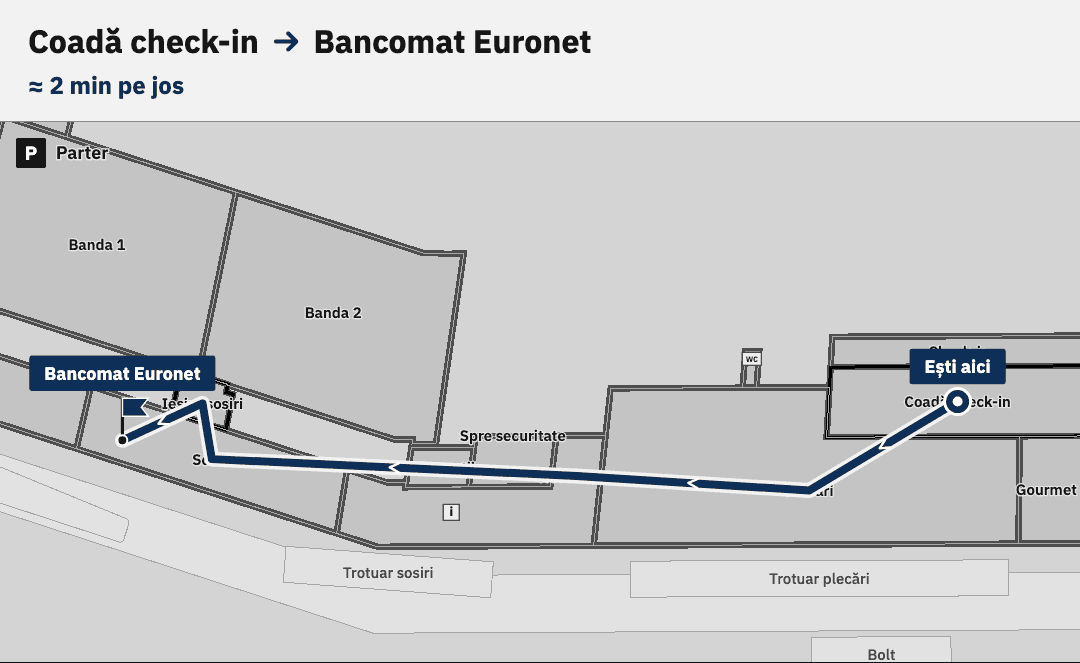 Coadă check-in → Bancomat Euronet
≈ 2 min pe jos
P Parter
Banda 1
Banda 2
wc
Ești aici
Bancomat Euronet
Spre securitate
i
Gourmet
Trotuar sosiri
Trotuar plecări
Bolt